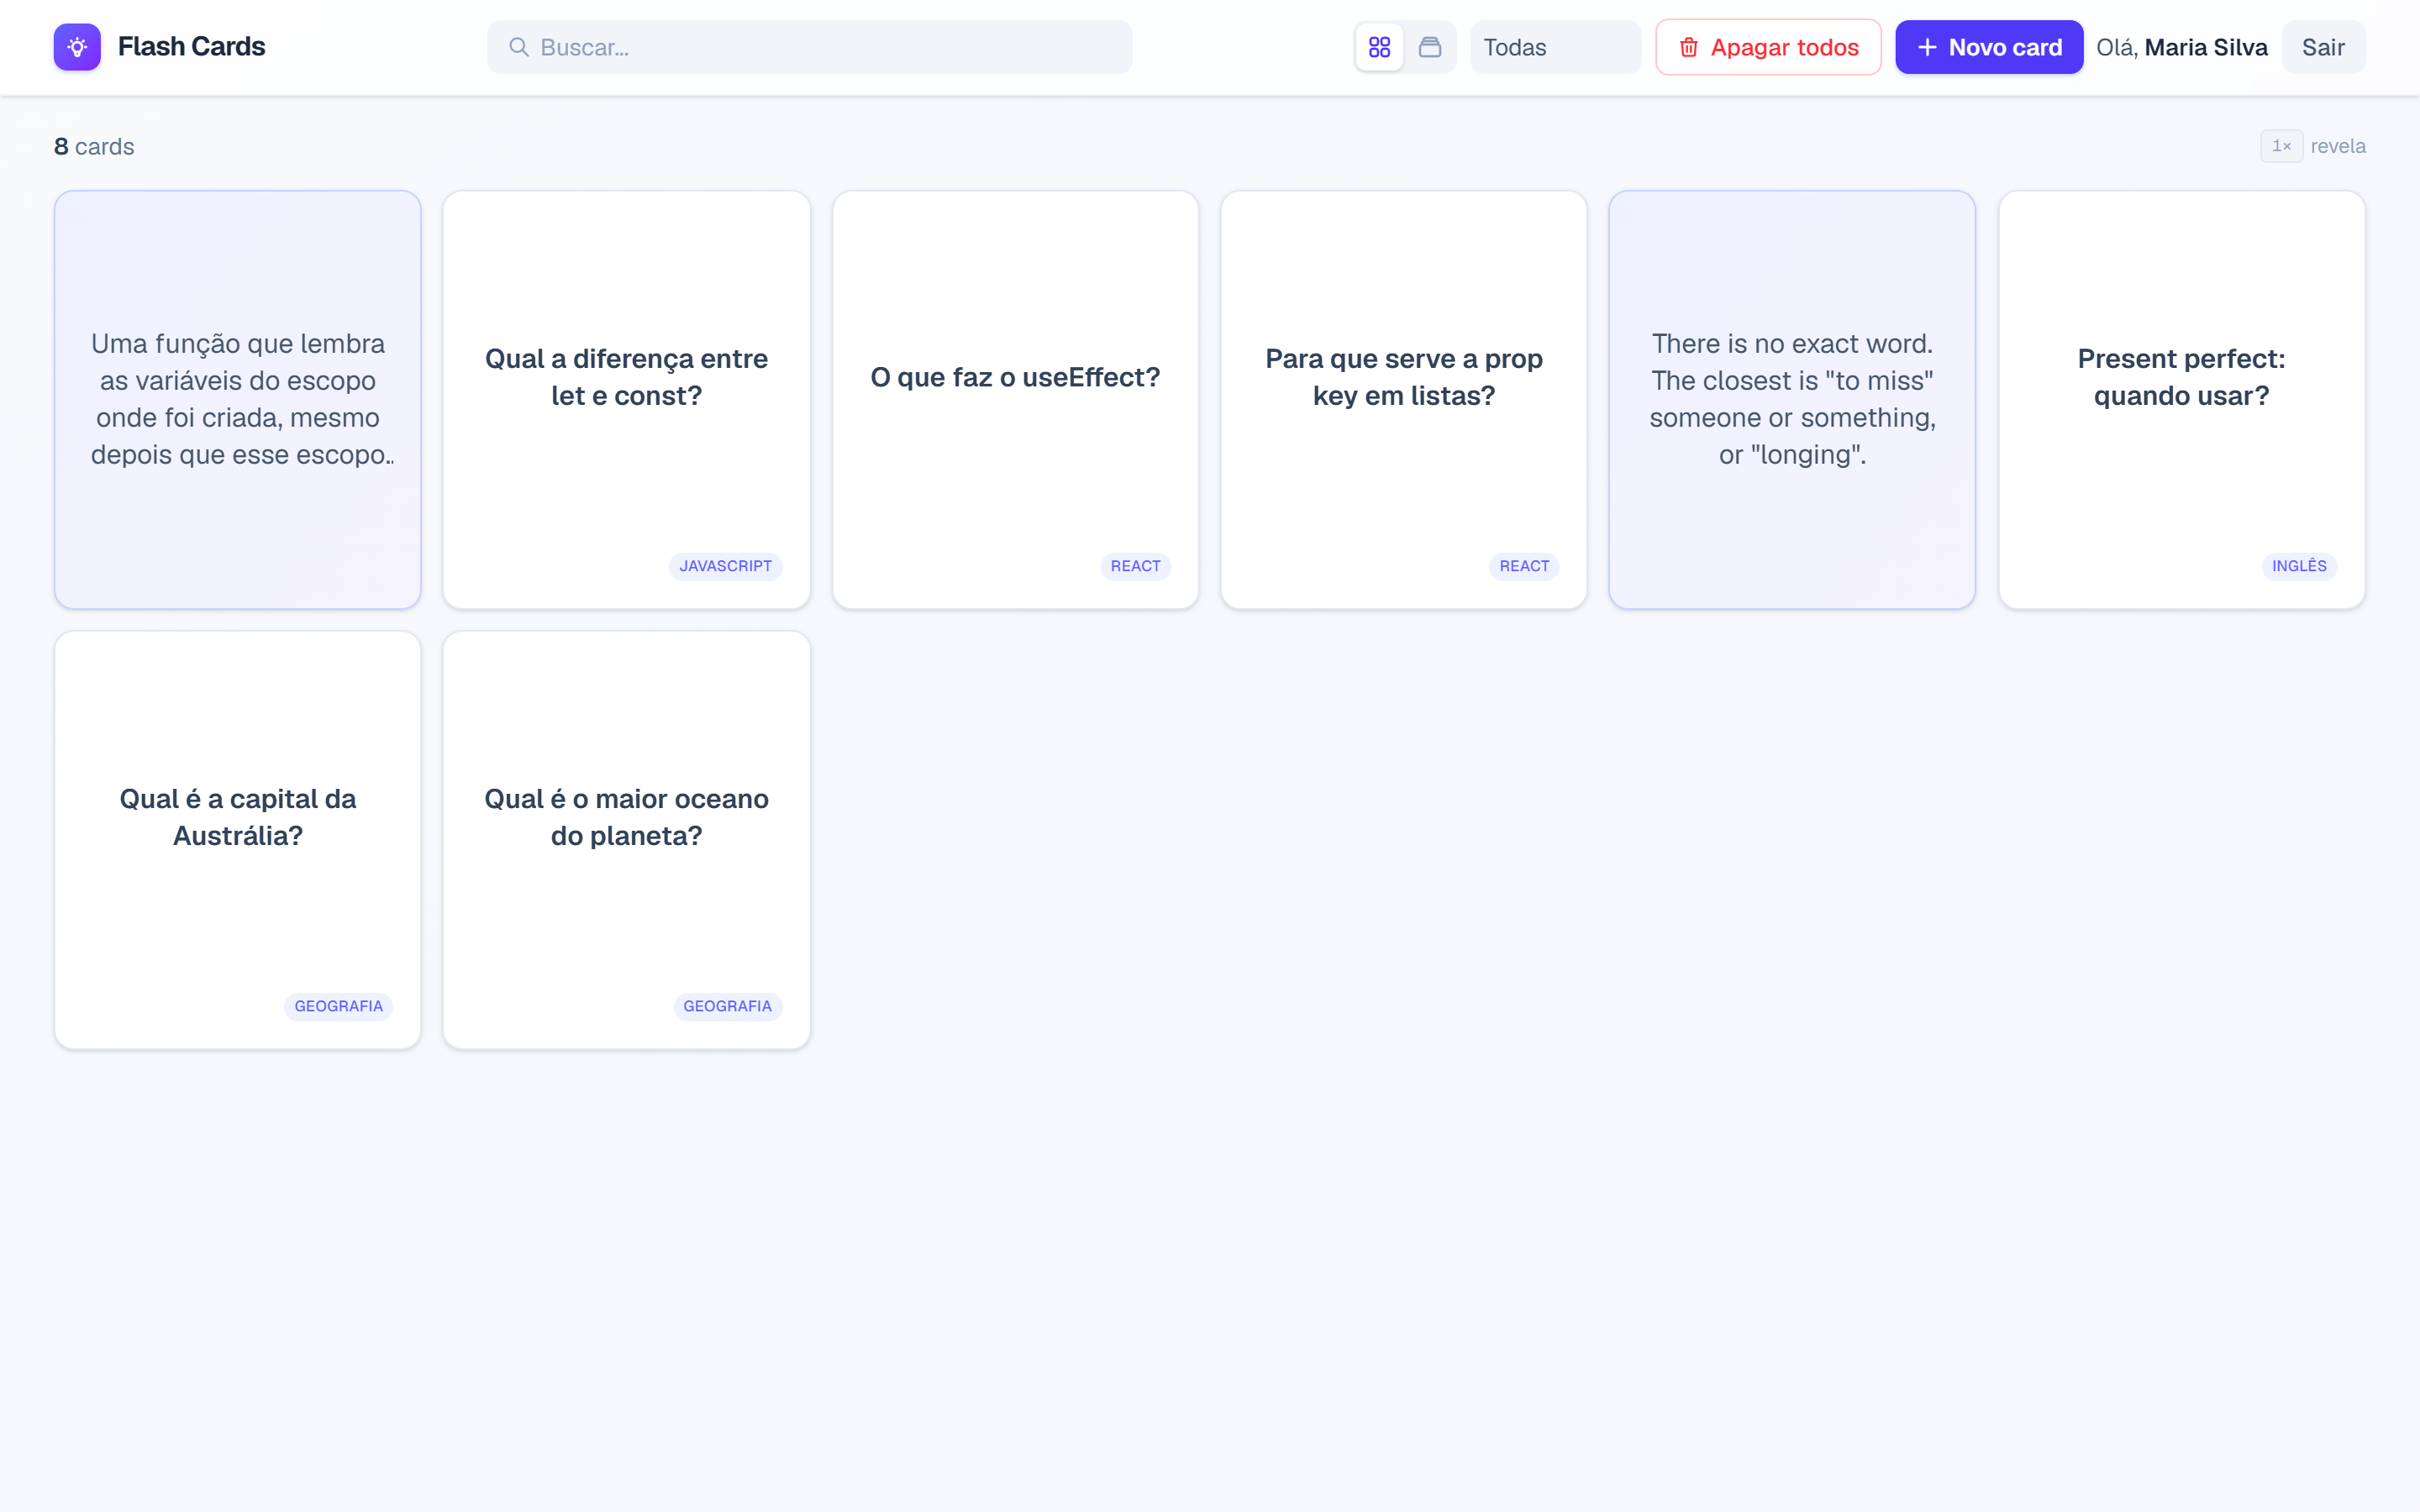 Flash Cards
Buscar...
Todas
Apagar todos
Novo card
Olá, Maria Silva
Sair
8 cards
1× revela
Uma função que lembra
as variáveis do escopo
onde foi criada, mesmo
depois que esse escopo..
Qual a diferença entre
let e const?
JAVASCRIPT
O que faz o useEffect?
REACT
Para que serve a prop
key em listas?
REACT
There is no exact word.
The closest is "to miss"
someone or something,
or "longing".
Present perfect:
quando usar?
INGLÊS
Qual é a capital da
Austrália?
GEOGRAFIA
Qual é o maior oceano
do planeta?
GEOGRAFIA